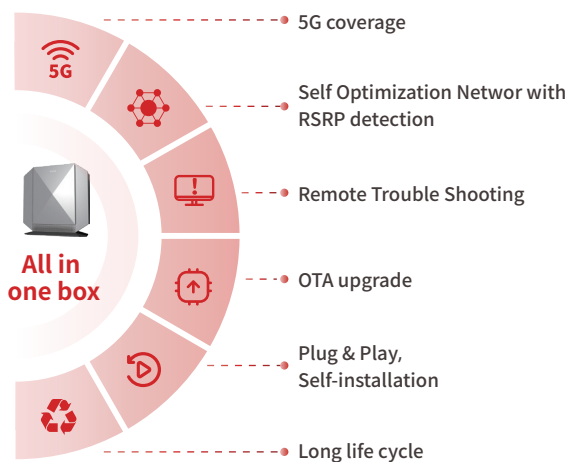 5G coverage
5G
Self Optimization Networ with
RSRP detection
Remote Trouble Shooting
All in
one box
OTA upgrade
Plug & Play,
Self-installation
Long life cycle